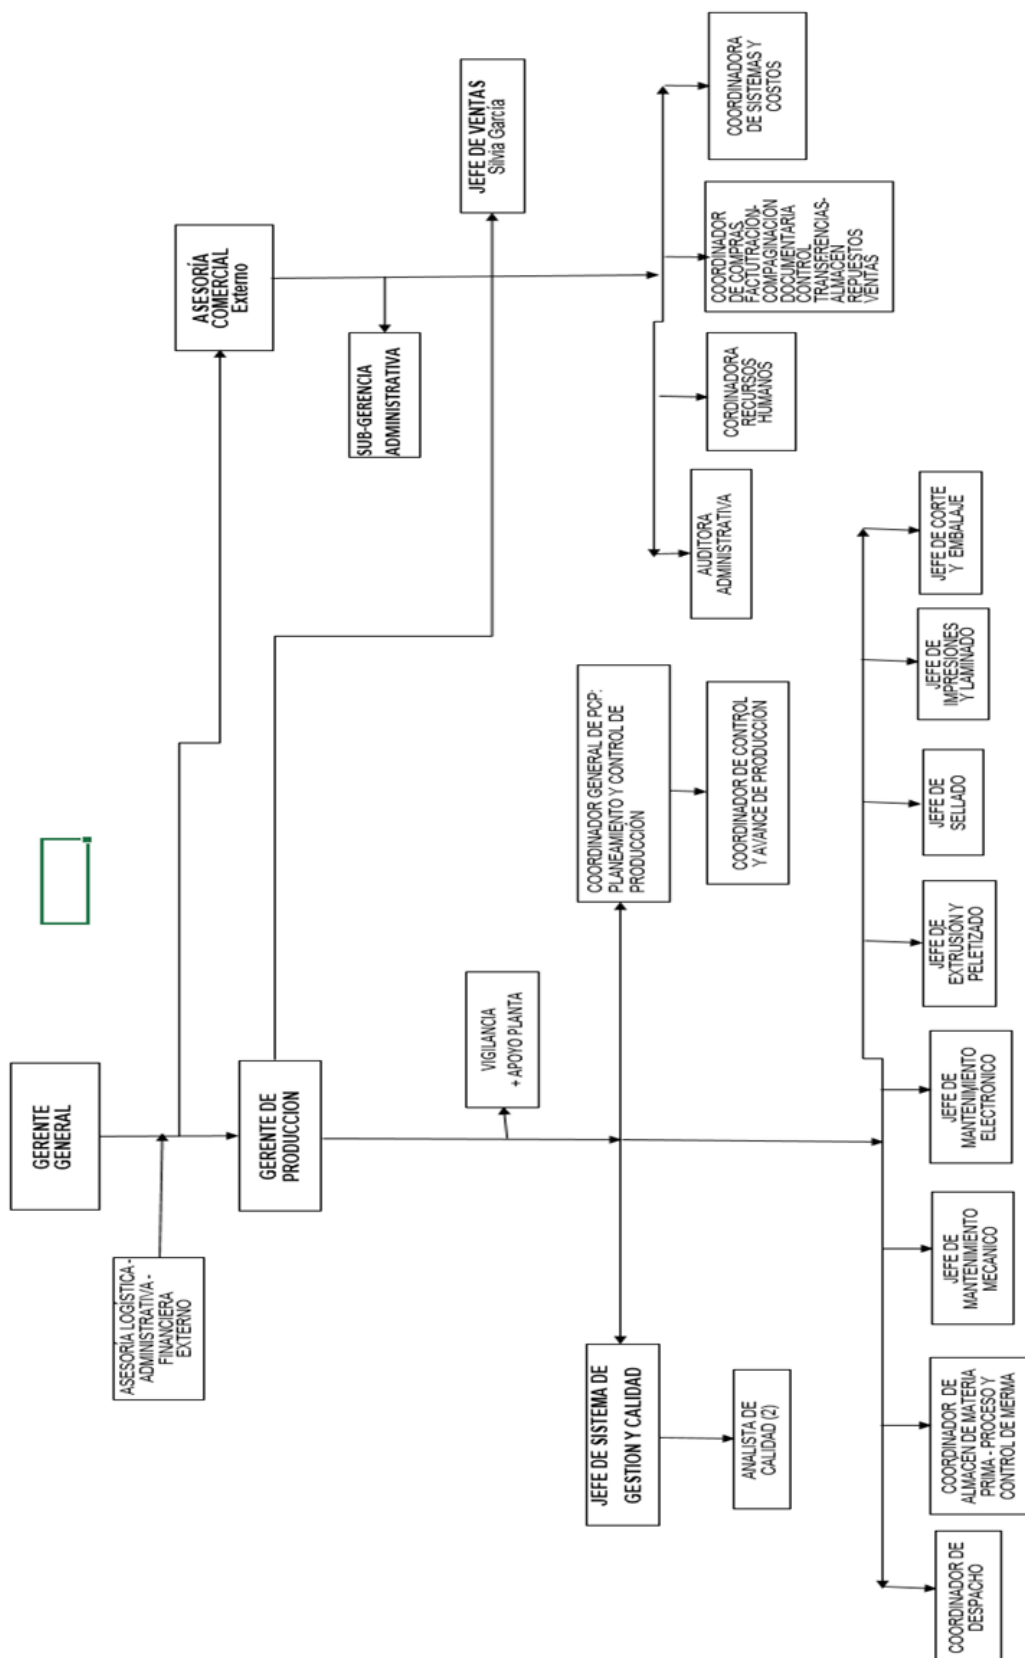 GERENTE
GENERAL
ASESORÍA LOGÍSTICA -
ADMINISTRATIVA -
FINANCIERA
EXTERNO
ASESORÍA
COMERCIAL
Externo
GERENTE DE
PRODUCCION
SUB-GERENCIA
ADMINISTRATIVA
JEFE DE VENTAS
Silvia García
VIGILANCIA
+ APOYO PLANTA
JEFE DE SISTEMA DE
GESTION Y CALIDAD
COORDINADOR GENERAL DE PCP:
PLANEAMIENTO Y CONTROL DE
PRODUCCIÓN
ANALISTA DE
CALIDAD (2)
COORDINADOR DE CONTROL
Y AVANCE DE PRODUCCIÓN
AUDITORA
ADMINISTRATIVA
CORDINADORA
RECURSOS
HUMANOS
COORDINADOR
DE COMPRAS
FACTUTRACION-
COMPAGINACION
DOCUMENTARIA
CONTROL
TRANSFERENCIAS-
ALMACEN
REPUESTOS
VENTAS
COORDINADORA
DE SISTEMAS Y
COSTOS
COORDINADOR DE
DESPACHO
COORDINADOR DE
ALMACEN DE MATERIA
PRIMA - PROCESO Y
CONTROL DE MERMA
JEFE DE
MANTENIMIENTO
MECANICO
JEFE DE
MANTENIMIENTO
ELECTRONICO
JEFE DE
EXTRUSIÓN Y
PELETIZADO
JEFE DE
SELLADO
JEFE DE
IMPRESIONES
Y LAMINADO
JEFE DE CORTE
Y EMBALAJE